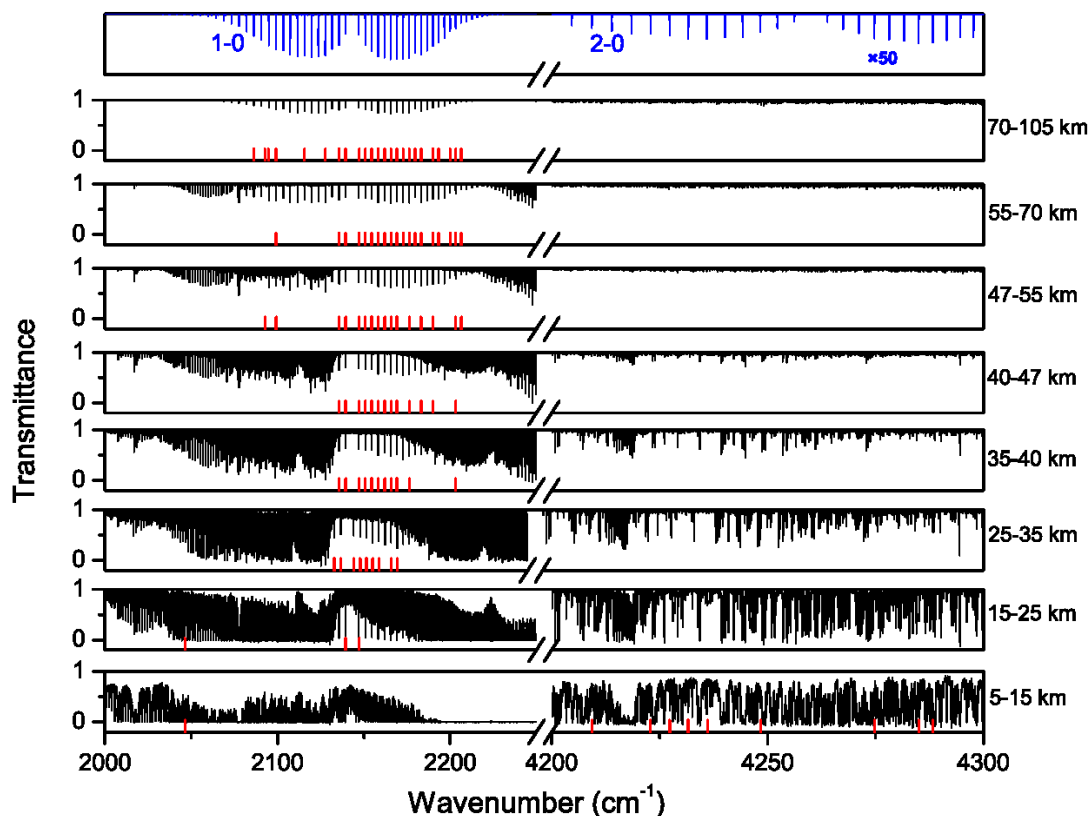 1-0
2-0
×50
1
0
70-105 km
1
0
55-70 km
1
0
47-55 km
1
0
40-47 km
1
0
35-40 km
1
0
25-35 km
1
0
15-25 km
1
0
5-15 km
Transmittance
2000 2100 2200 4200 4250 4300
Wavenumber (cm⁻¹)